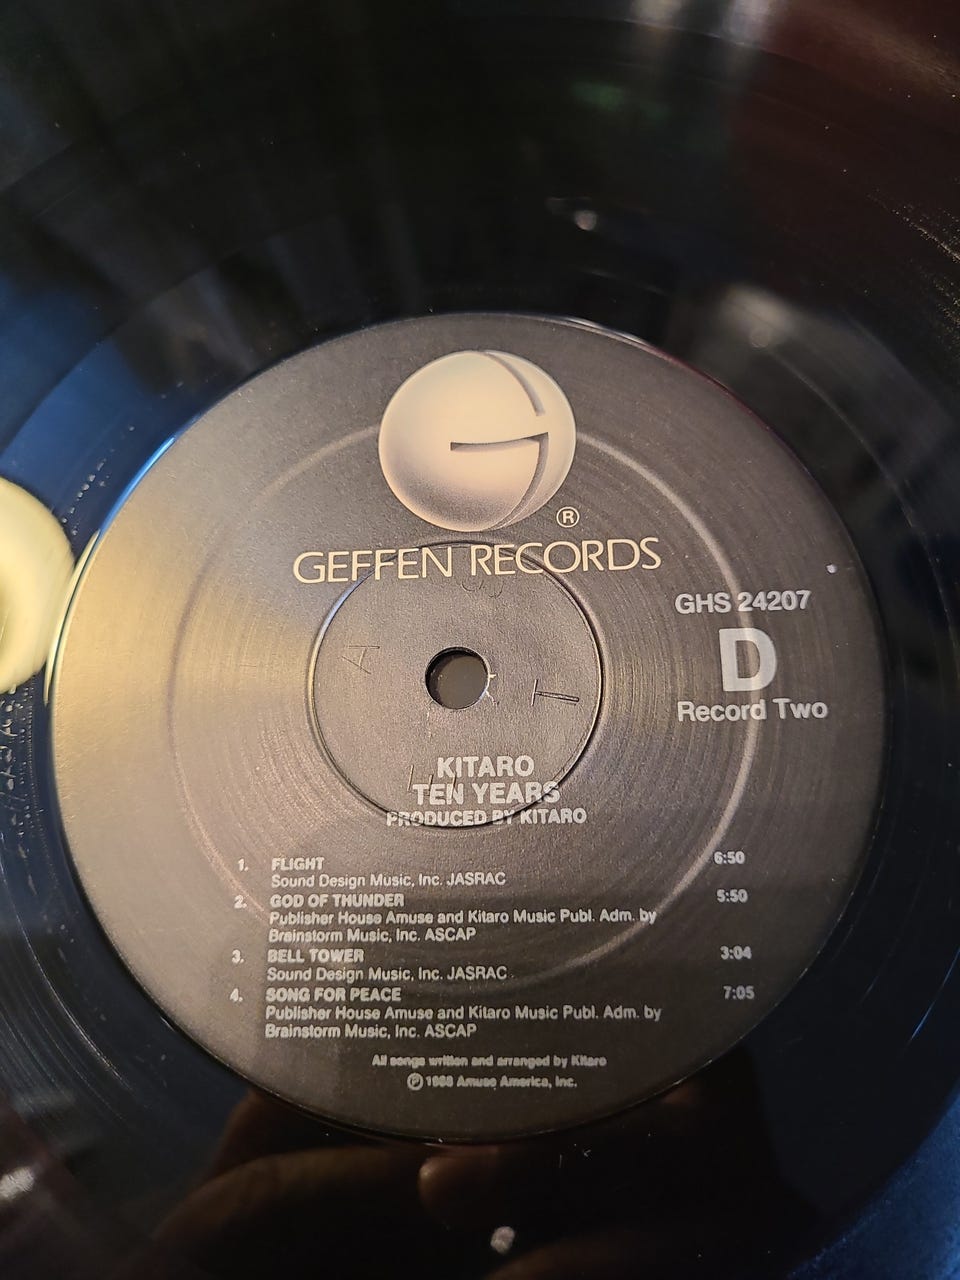 ®
GEFFEN RECORDS
GHS 24207
D
Record Two
KITARO
TEN YEARS
PRODUCED BY KITARO
1. FLIGHT 6:50
Sound Design Music, Inc. JASRAC
2. GOD OF THUNDER 5:50
Publisher House Amuse and Kitaro Music Publ. Adm. by
Brainstorm Music, Inc. ASCAP
3. BELL TOWER 3:04
Sound Design Music, Inc. JASRAC
4. SONG FOR PEACE 7:05
Publisher House Amuse and Kitaro Music Publ. Adm. by
Brainstorm Music, Inc. ASCAP
All songs written and arranged by Kitaro
℗ 1988 Amuse America, Inc.